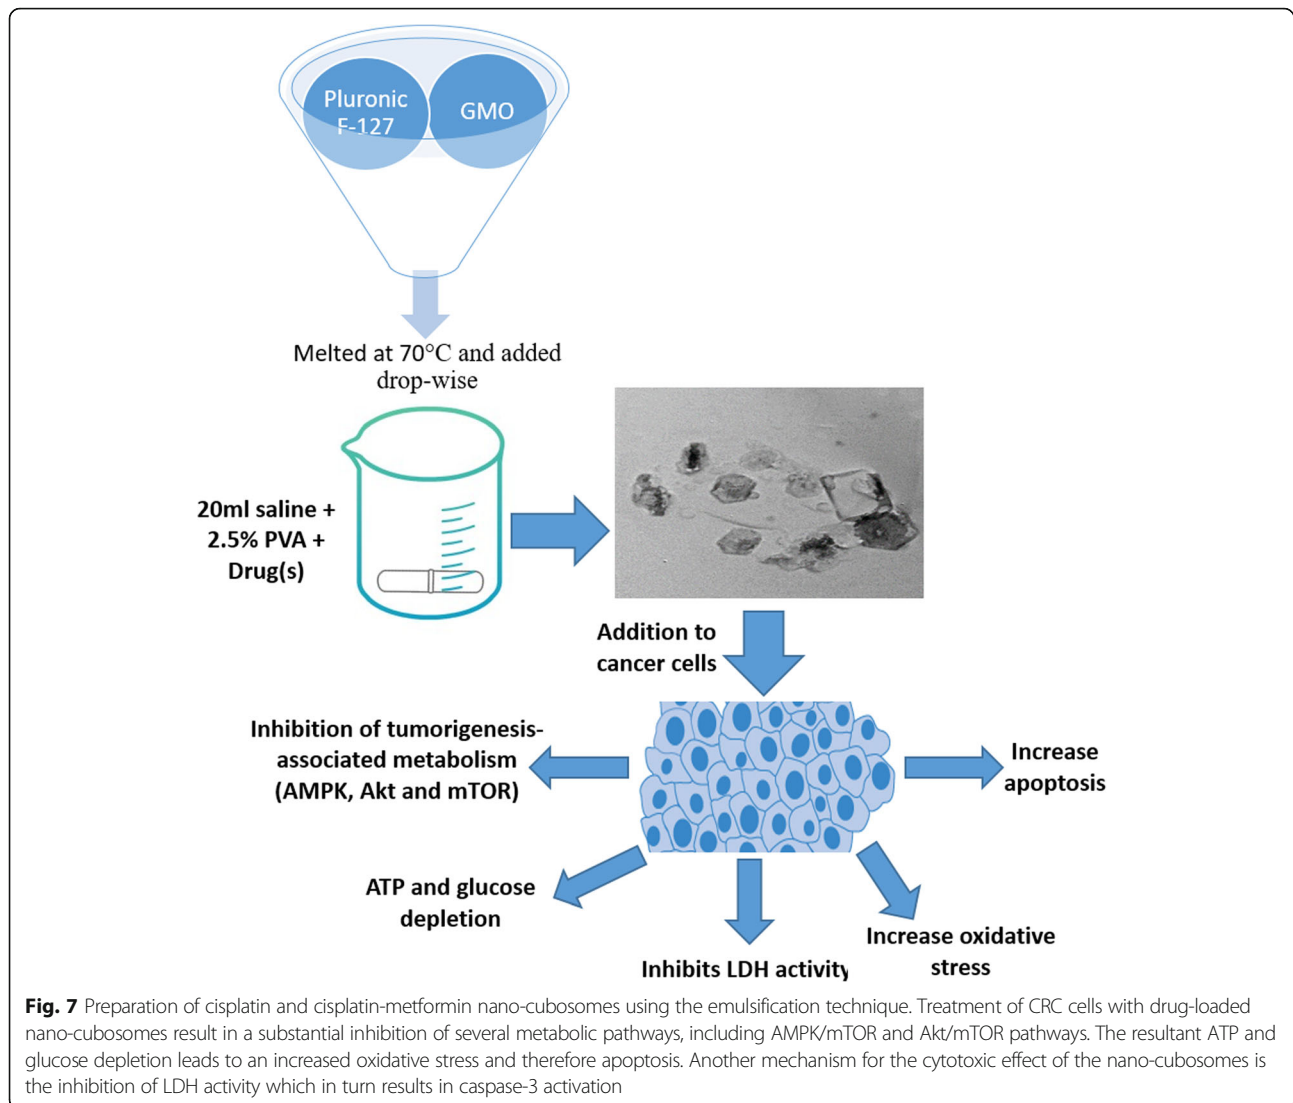 Pluronic
F-127
GMO
Melted at 70°C and added
drop-wise
20ml saline +
2.5% PVA +
Drug(s)
Addition to
cancer cells
Inhibition of tumorigenesis-
associated metabolism
(AMPK, Akt and mTOR)
Increase
apoptosis
ATP and glucose
depletion
Inhibits LDH activity
Increase oxidative
stress
Fig. 7 Preparation of cisplatin and cisplatin-metformin nano-cubosomes using the emulsification technique. Treatment of CRC cells with drug-loaded
nano-cubosomes result in a substantial inhibition of several metabolic pathways, including AMPK/mTOR and Akt/mTOR pathways. The resultant ATP and
glucose depletion leads to an increased oxidative stress and therefore apoptosis. Another mechanism for the cytotoxic effect of the nano-cubosomes is
the inhibition of LDH activity which in turn results in caspase-3 activation